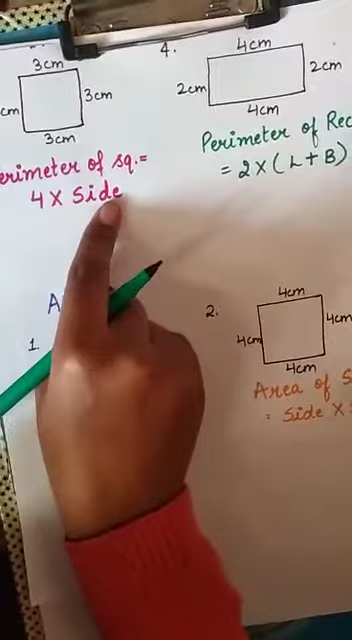 3cm
cm
3cm
3cm
Perimeter of sq.=
4 X Side
4.
4cm
2cm
2cm
4cm
Perimeter of Rec
= 2 X ( L + B )
A
1.
2.
4cm
4cm
4cm
4cm
Area of S
= Side X